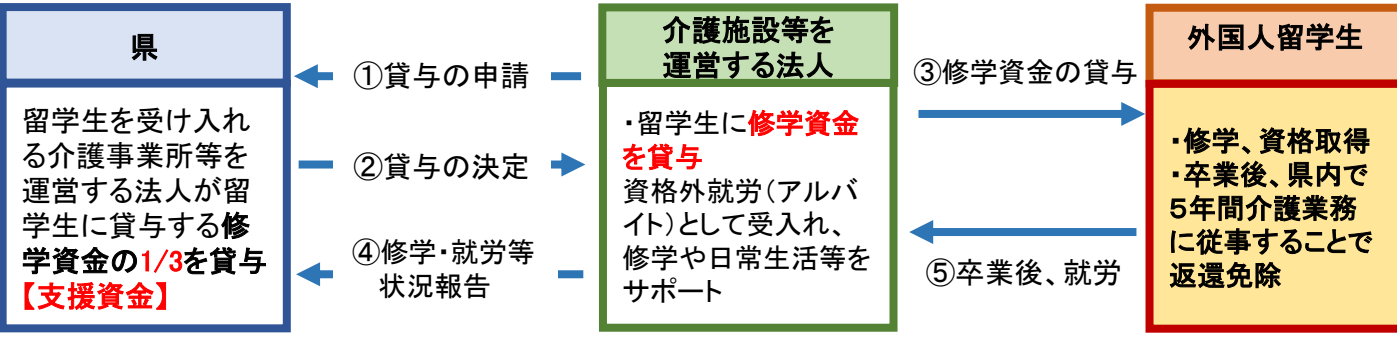 県
留学生を受け入れ
る介護事業所等を
運営する法人が留
学生に貸与する修
学資金の1/3を貸与
【支援資金】
①貸与の申請
②貸与の決定
④修学・就労等
状況報告
介護施設等を
運営する法人
・留学生に修学資金
を貸与
資格外就労（アルバ
イト）として受入れ、
修学や日常生活等を
サポート
③修学資金の貸与
⑤卒業後、就労
外国人留学生
・修学、資格取得
・卒業後、県内で
５年間介護業務
に従事することで
返還免除